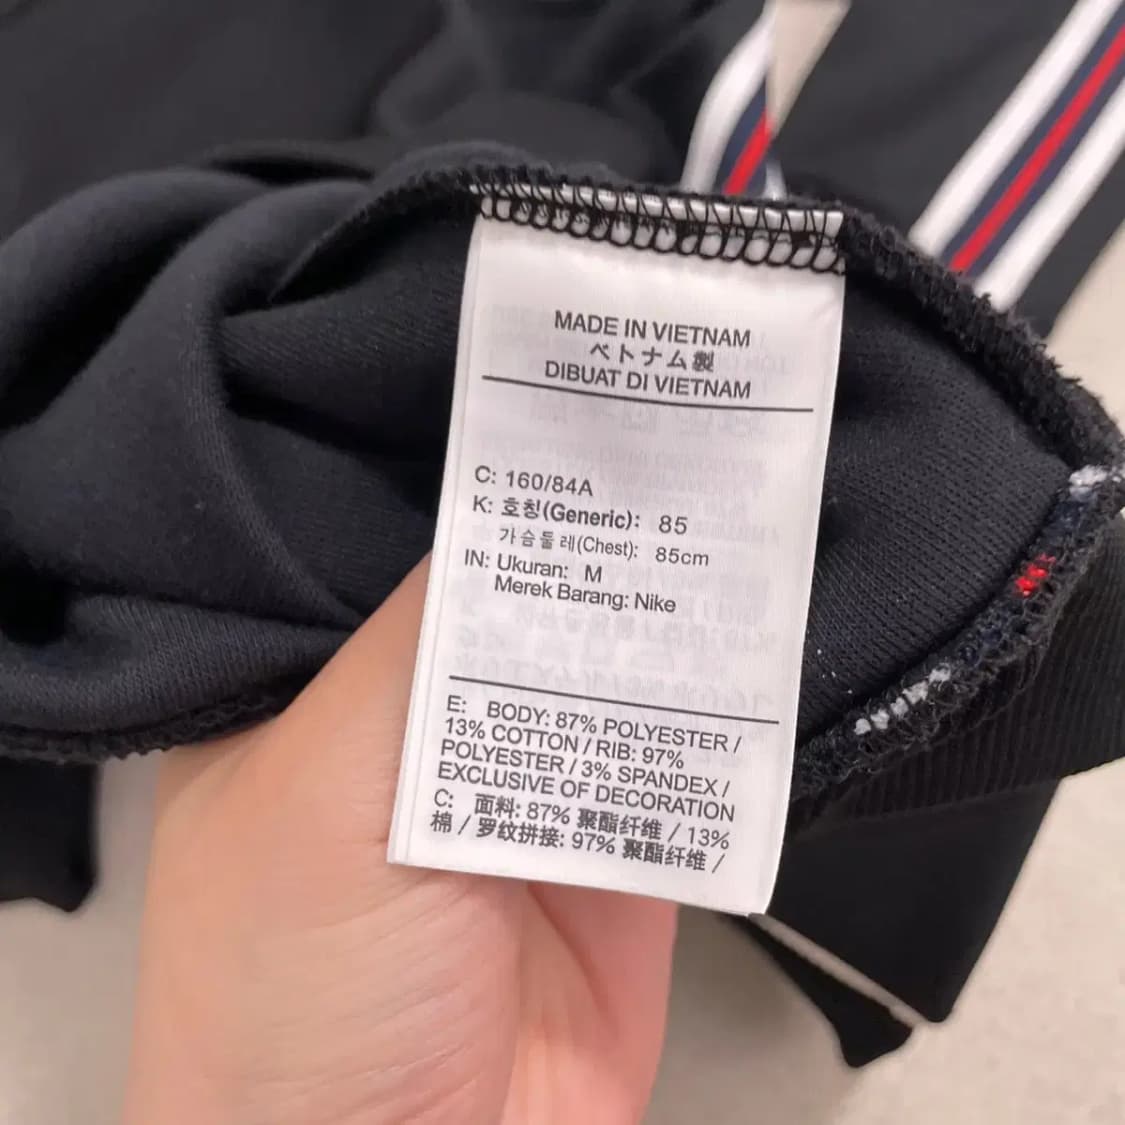 MADE IN VIETNAM
ベトナム製
DIBUAT DI VIETNAM
C: 160/84A
K: 호칭(Generic): 85
가슴둘레(Chest): 85cm
IN: Ukuran: M
Merek Barang: Nike
E: BODY: 87% POLYESTER /
13% COTTON / RIB: 97%
POLYESTER / 3% SPANDEX /
EXCLUSIVE OF DECORATION
C: 面料: 87% 聚酯纤维 / 13%
棉 / 罗纹拼接: 97% 聚酯纤维 /